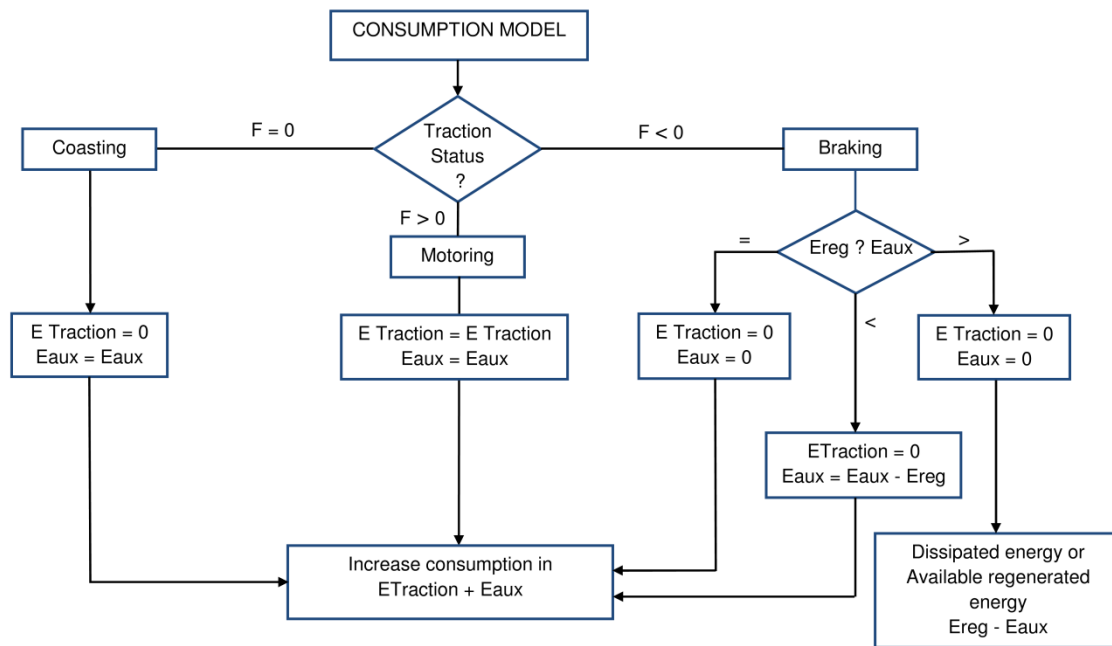 CONSUMPTION MODEL
Traction
Status
?
F = 0
F < 0
F > 0
Coasting
Motoring
Braking
Ereg ? Eaux
=
<
>
E Traction = 0
Eaux = Eaux
E Traction = E Traction
Eaux = Eaux
E Traction = 0
Eaux = 0
E Traction = 0
Eaux = 0
ETraction = 0
Eaux = Eaux - Ereg
Increase consumption in
ETraction + Eaux
Dissipated energy or
Available regenerated
energy
Ereg - Eaux